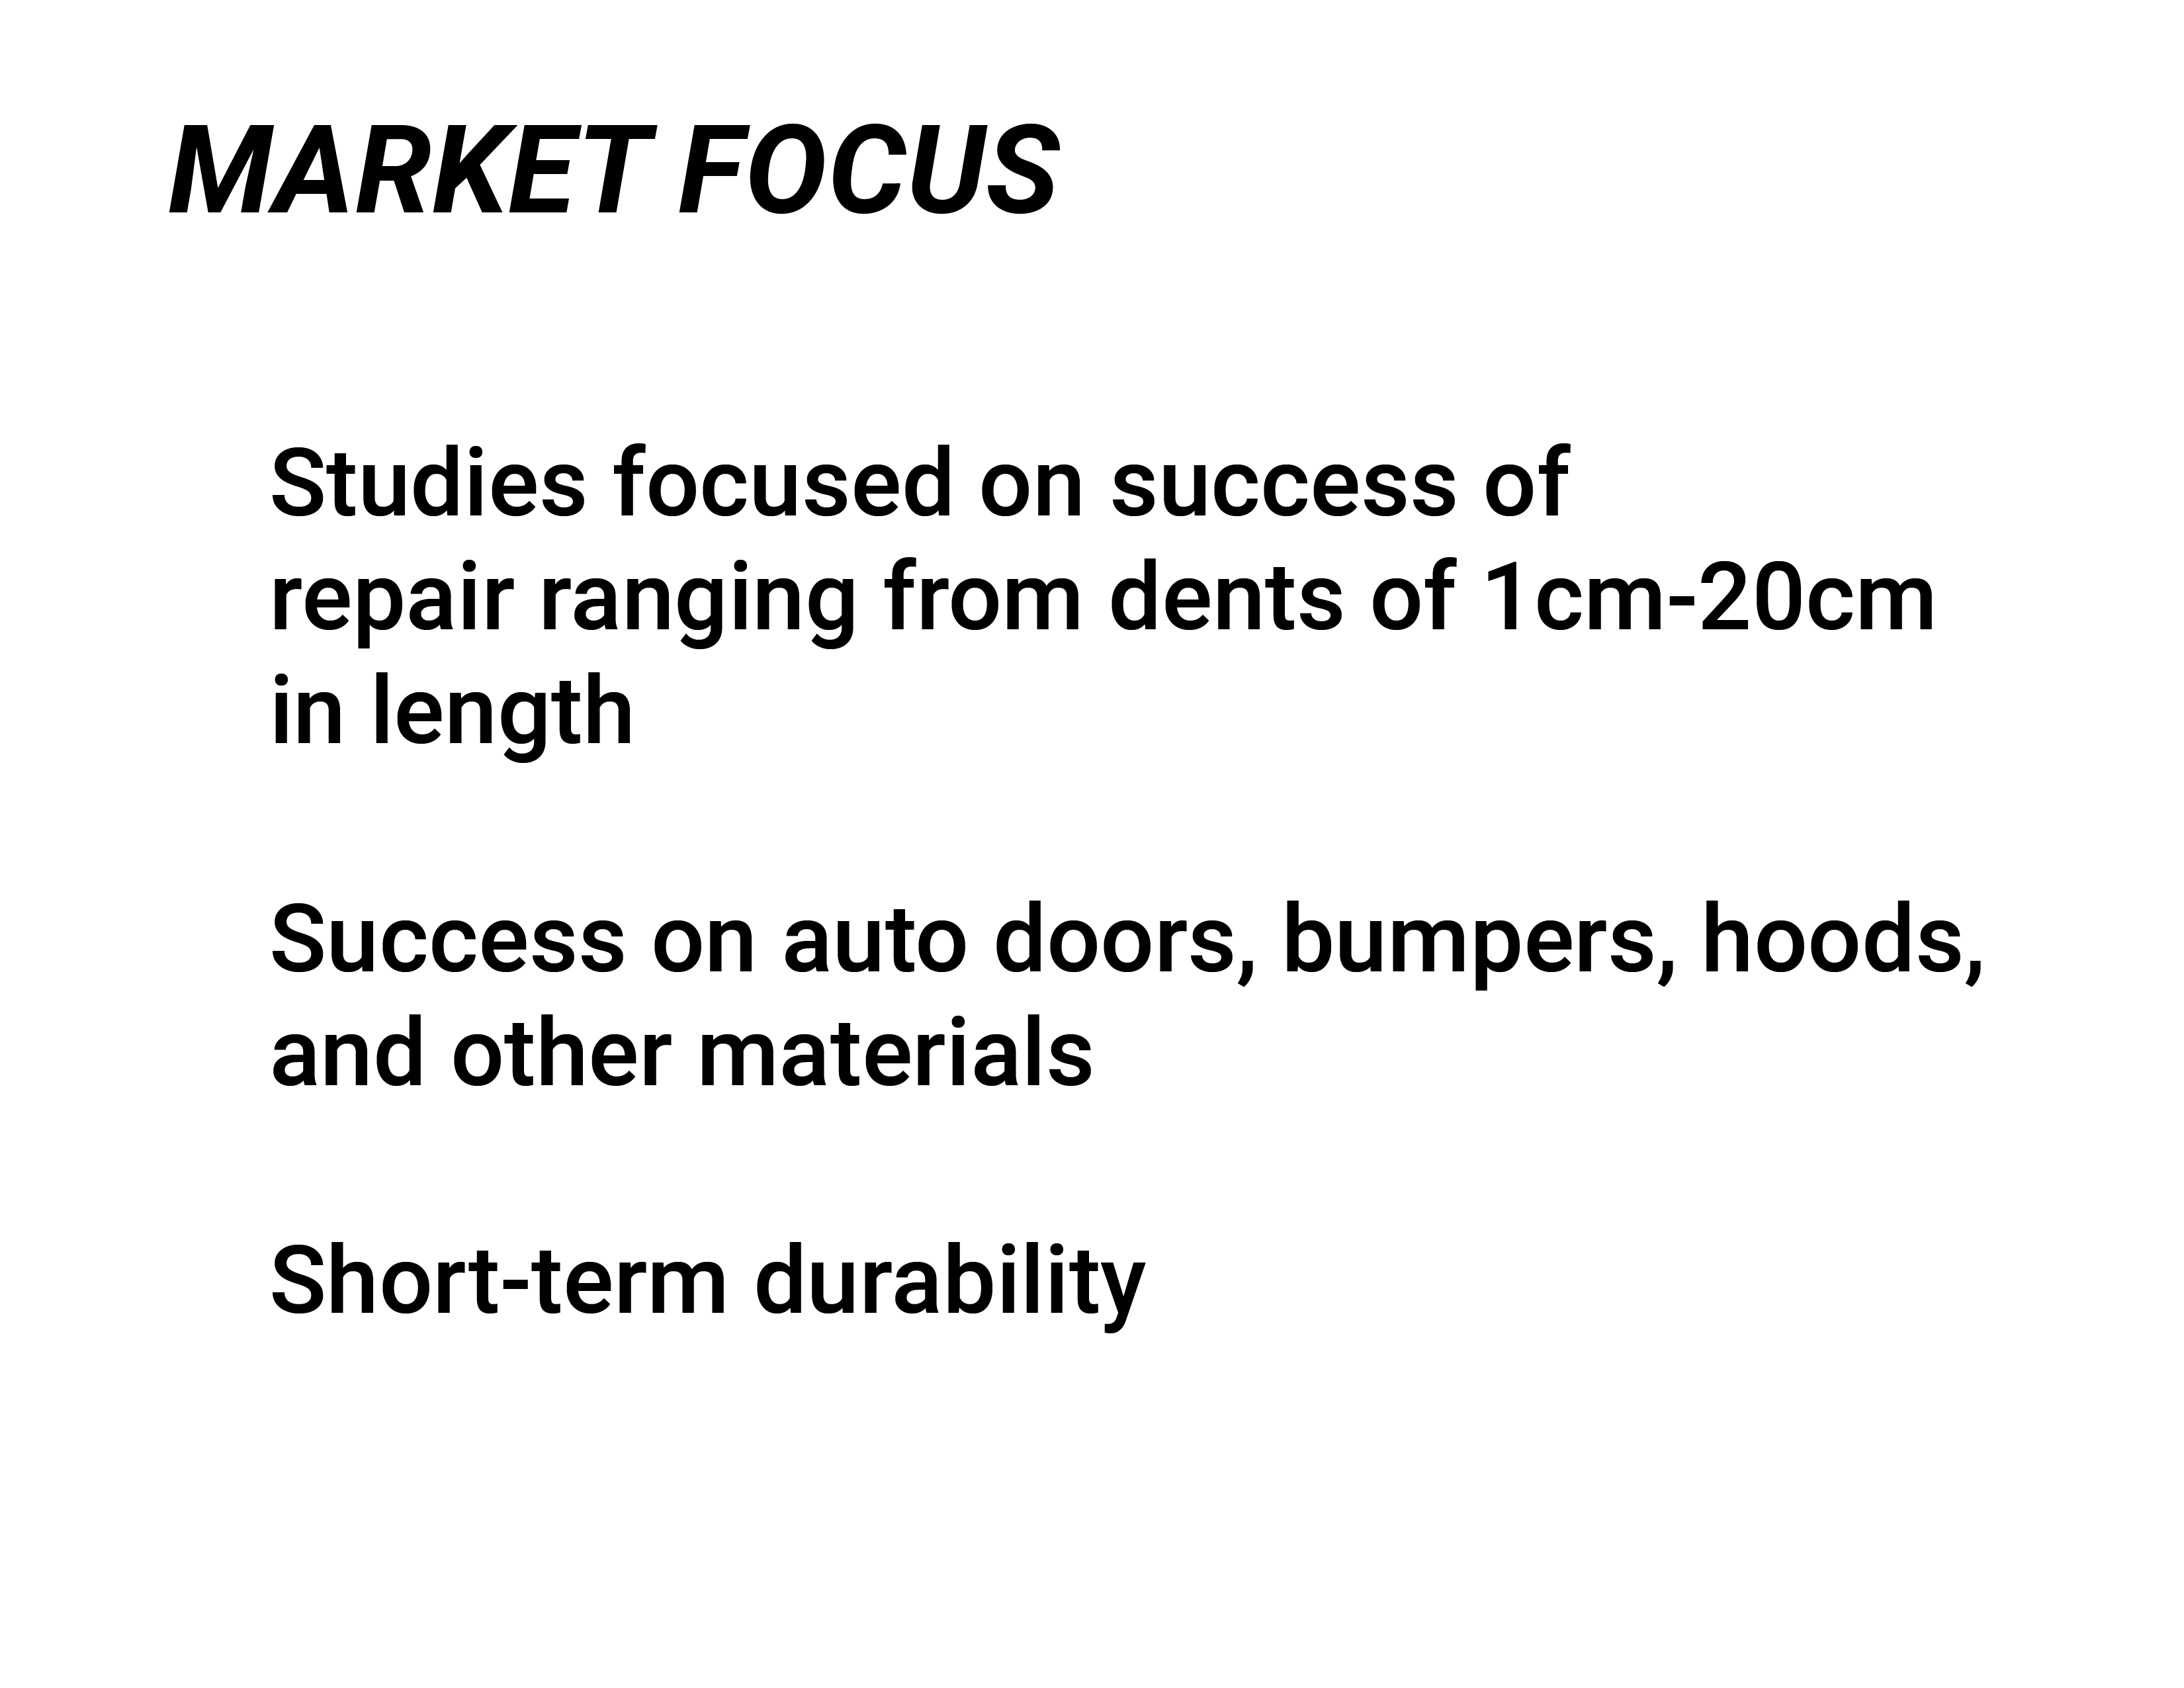 MARKET FOCUS
Studies focused on success of
repair ranging from dents of 1cm-20cm
in length
Success on auto doors, bumpers, hoods,
and other materials
Short-term durability